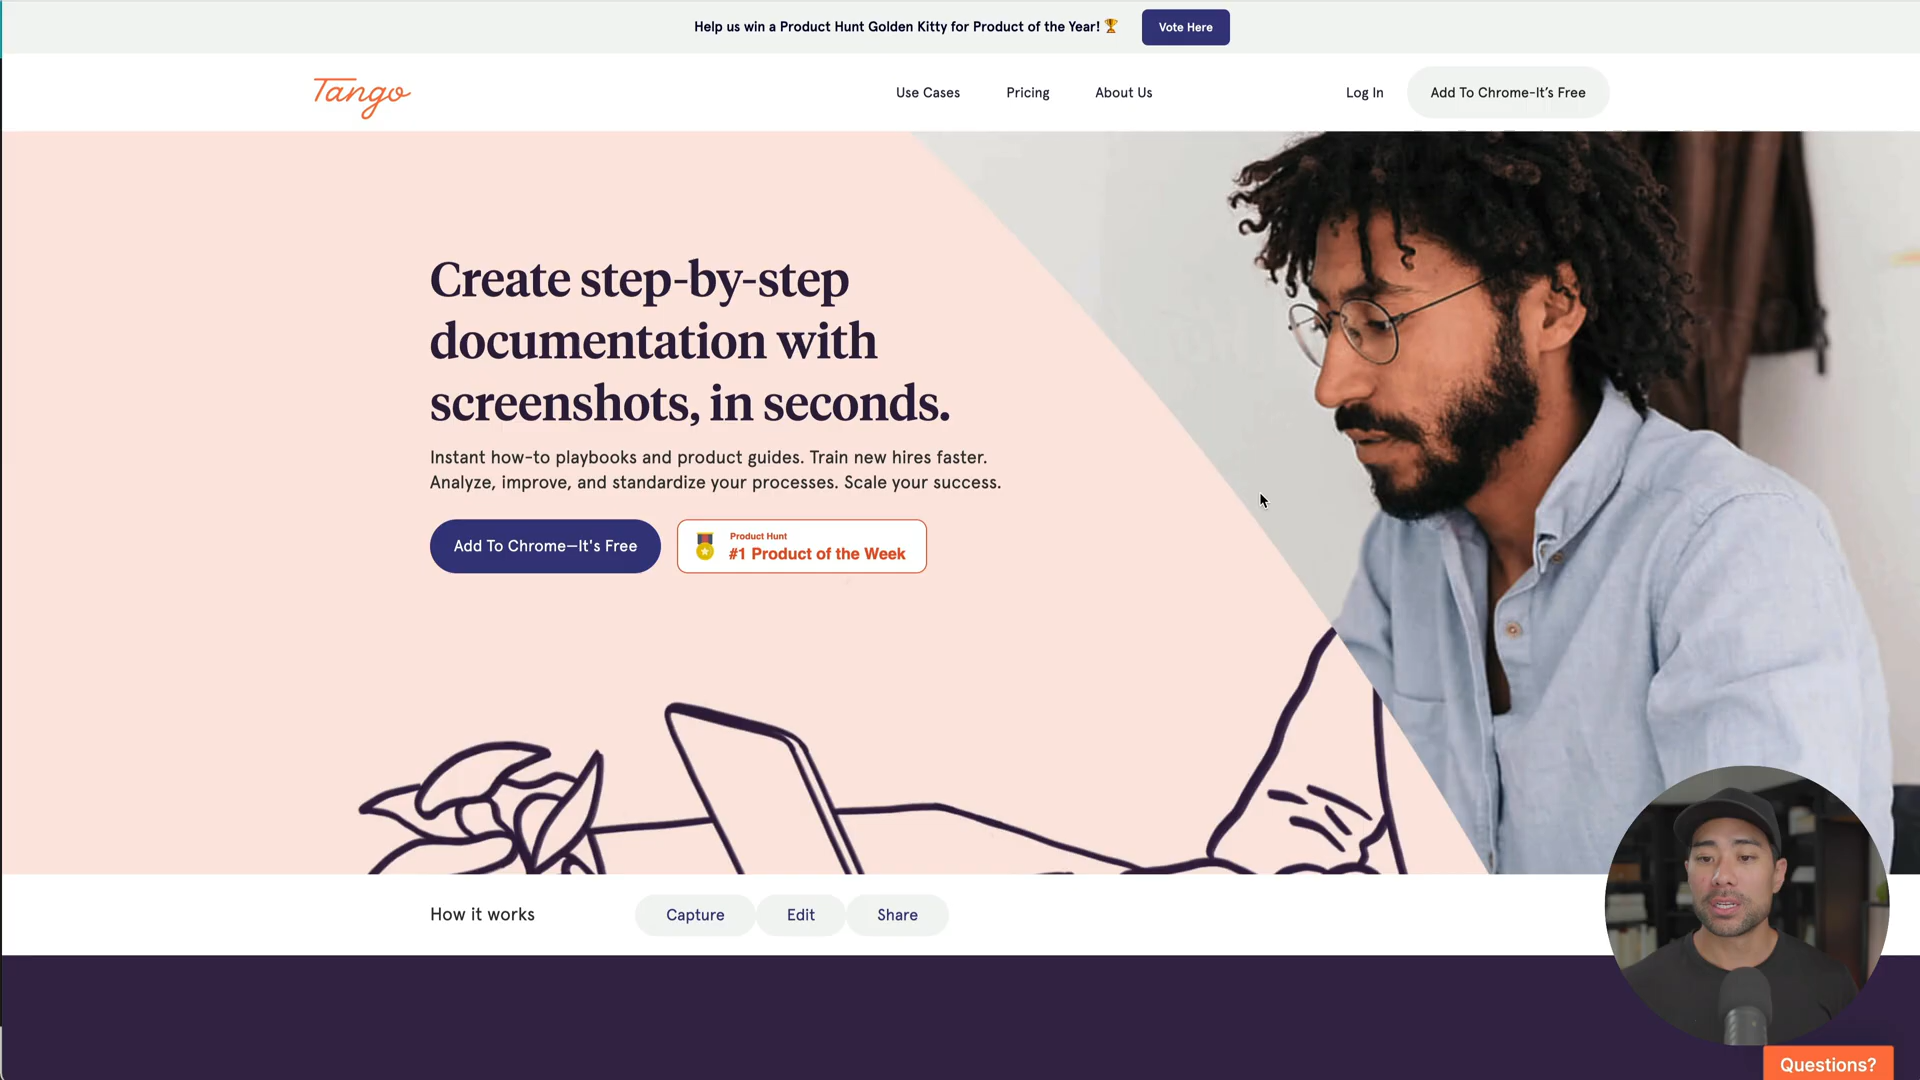 Help us win a Product Hunt Golden Kitty for Product of the Year! 🏆
Vote Here
Tango
Use Cases
Pricing
About Us
Log In
Add To Chrome-It’s Free
Create step-by-step
documentation with
screenshots, in seconds.
Instant how-to playbooks and product guides. Train new hires faster.
Analyze, improve, and standardize your processes. Scale your success.
Add To Chrome—It's Free
Product Hunt
#1 Product of the Week
How it works
Capture
Edit
Share
Questions?